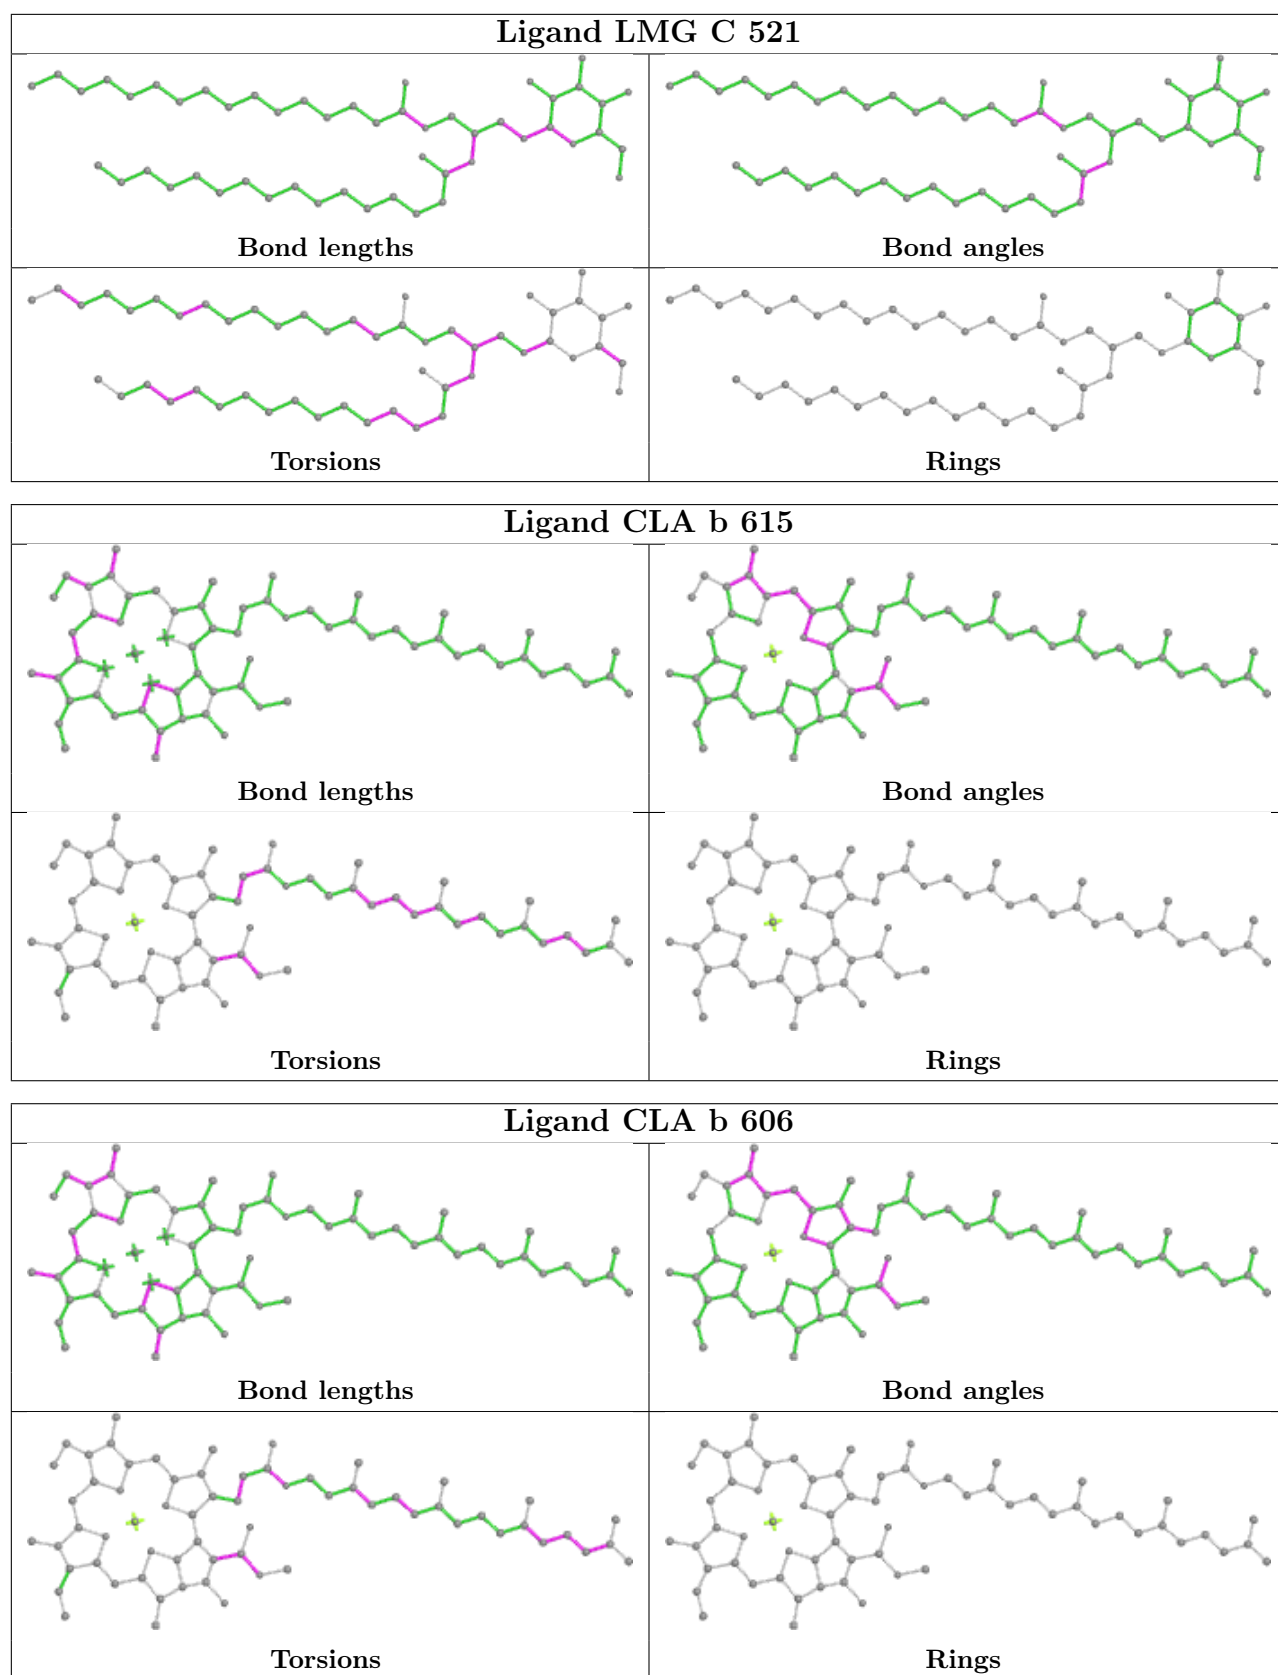 Ligand LMG C 521
Bond lengths
Bond angles
Torsions
Rings
Ligand CLA b 615
Bond lengths
Bond angles
Torsions
Rings
Ligand CLA b 606
Bond lengths
Bond angles
Torsions
Rings